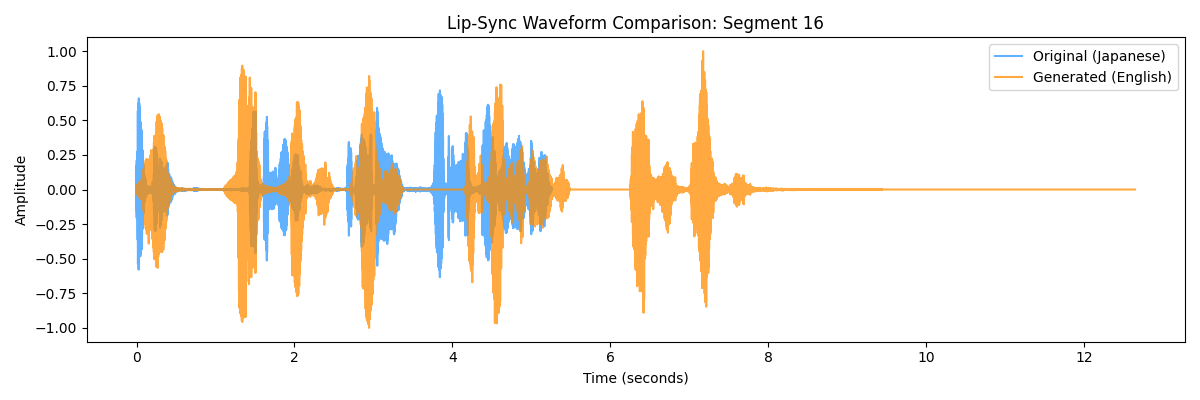 Lip-Sync Waveform Comparison: Segment 16
Original (Japanese)
Generated (English)
Amplitude
1.00
0.75
0.50
0.25
0.00
−0.25
−0.50
−0.75
−1.00
0 2 4 6 8 10 12
Time (seconds)